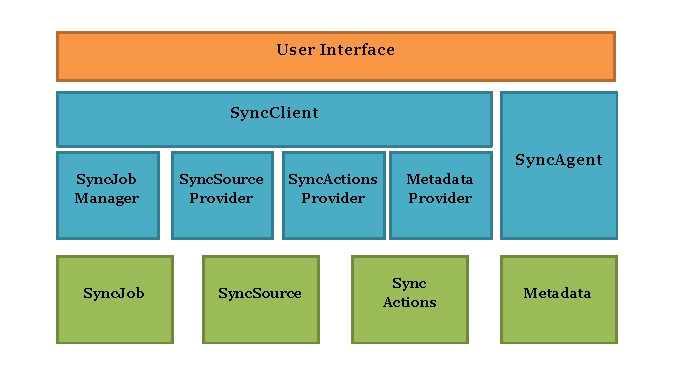 User Interface
SyncClient
SyncAgent
SyncJob
Manager
SyncSource
Provider
SyncActions
Provider
Metadata
Provider
SyncJob
SyncSource
Sync
Actions
Metadata